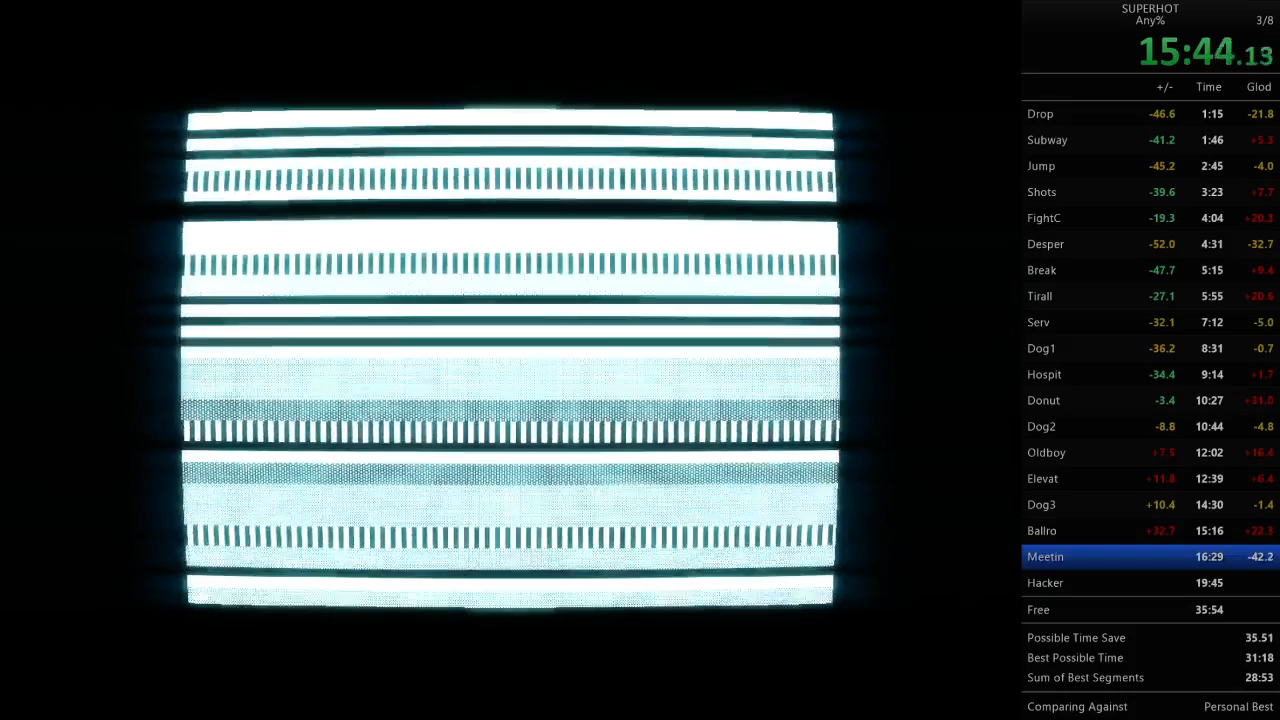 SUPERHOT
Any% 3/8
15:44.13
+/- Time Glod
Drop -46.6 1:15 -21.8
Subway -41.2 1:46 +5.3
Jump -45.2 2:45 -4.0
Shots -39.6 3:23 +7.7
FightC -19.3 4:04 +20.3
Desper -52.0 4:31 -32.7
Break -47.7 5:15 +9.4
Tirall -27.1 5:55 +20.6
Serv -32.1 7:12 -5.0
Dog1 -36.2 8:31 -0.7
Hospit -34.4 9:14 +1.7
Donut -3.4 10:27 +31.0
Dog2 -8.8 10:44 -4.8
Oldboy +7.5 12:02 +16.4
Elevat +11.8 12:39 +6.4
Dog3 +10.4 14:30 -1.4
Ballro +32.7 15:16 +22.3
Meetin 16:29 -42.2
Hacker 19:45
Free 35:54
Possible Time Save 35.51
Best Possible Time 31:18
Sum of Best Segments 28:53
Comparing Against Personal Best